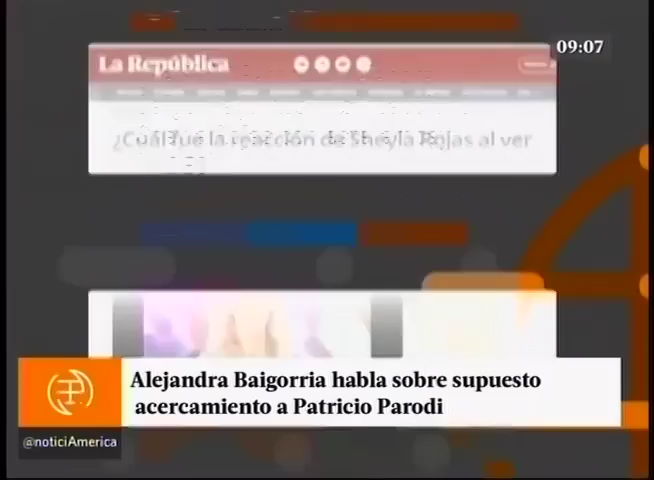 09:07
La República
¿Cuál fue la reacción de Sheyla Rojas al ver
Alejandra Baigorria habla sobre supuesto
acercamiento a Patricio Parodi
@noticiAmerica